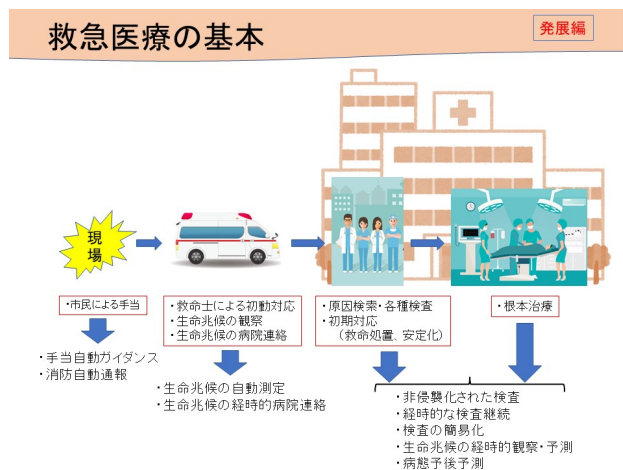 救急医療の基本
発展編
現
場
・市民による手当
・救命士による初動対応
・生命兆候の観察
・生命兆候の病院連絡
・原因検索・各種検査
・初期対応
（救命処置、安定化）
・根本治療
・手当自動ガイダンス
・消防自動通報
・生命兆候の自動測定
・生命兆候の経時的病院連絡
・非侵襲化された検査
・経時的な検査継続
・検査の簡易化
・生命兆候の経時的観察・予測
・病態予後予測